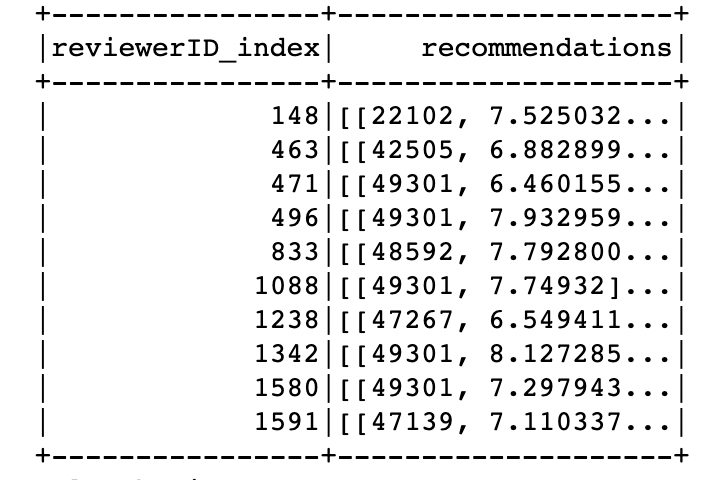 +----------------+--------------------+
|reviewerID_index|     recommendations|
+----------------+--------------------+
|             148|[[22102, 7.525032...|
|             463|[[42505, 6.882899...|
|             471|[[49301, 6.460155...|
|             496|[[49301, 7.932959...|
|             833|[[48592, 7.792800...|
|            1088|[[49301, 7.74932]...|
|            1238|[[47267, 6.549411...|
|            1342|[[49301, 8.127285...|
|            1580|[[49301, 7.297943...|
|            1591|[[47139, 7.110337...|
+----------------+--------------------+